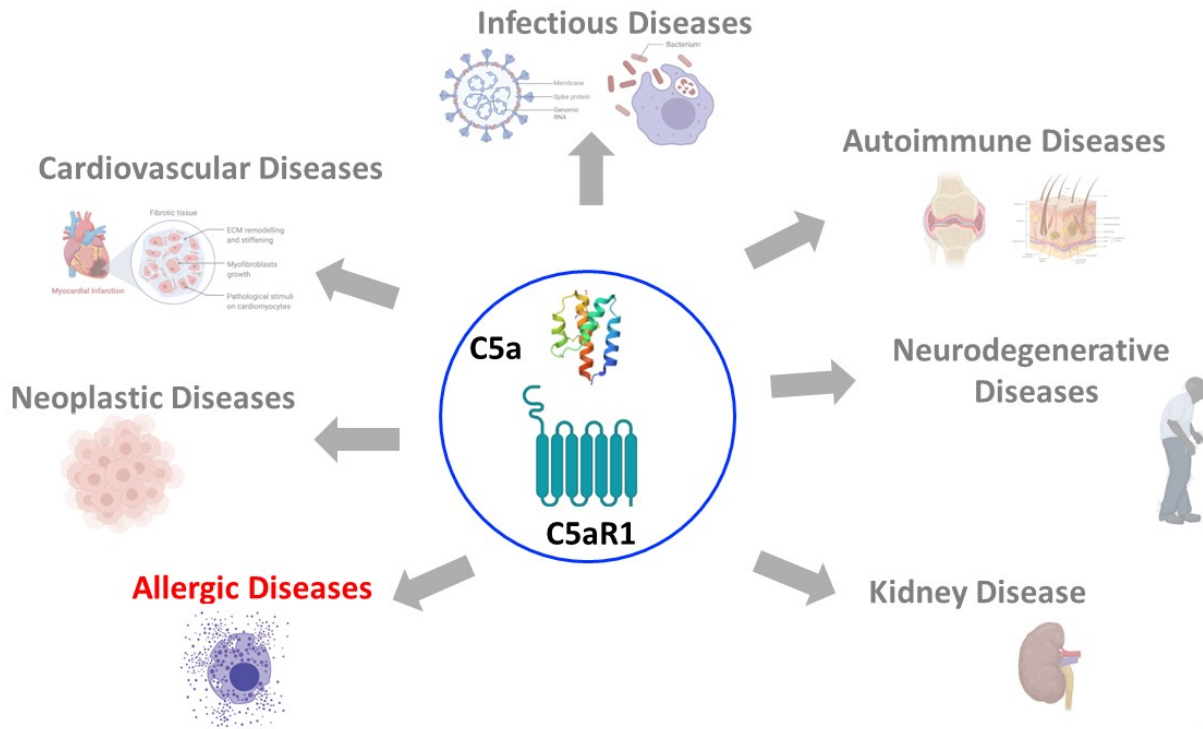 Infectious Diseases
Bacterium
Membrane
Spike protein
Genomic
RNA
Autoimmune Diseases
Cardiovascular Diseases
Fibrotic tissue
ECM remodelling
and stiffening
Myofibroblasts
growth
Pathological stimuli
on cardiomyocytes
Myocardial Infarction
C5a
C5aR1
Neurodegenerative
Diseases
Neoplastic Diseases
Allergic Diseases
Kidney Disease